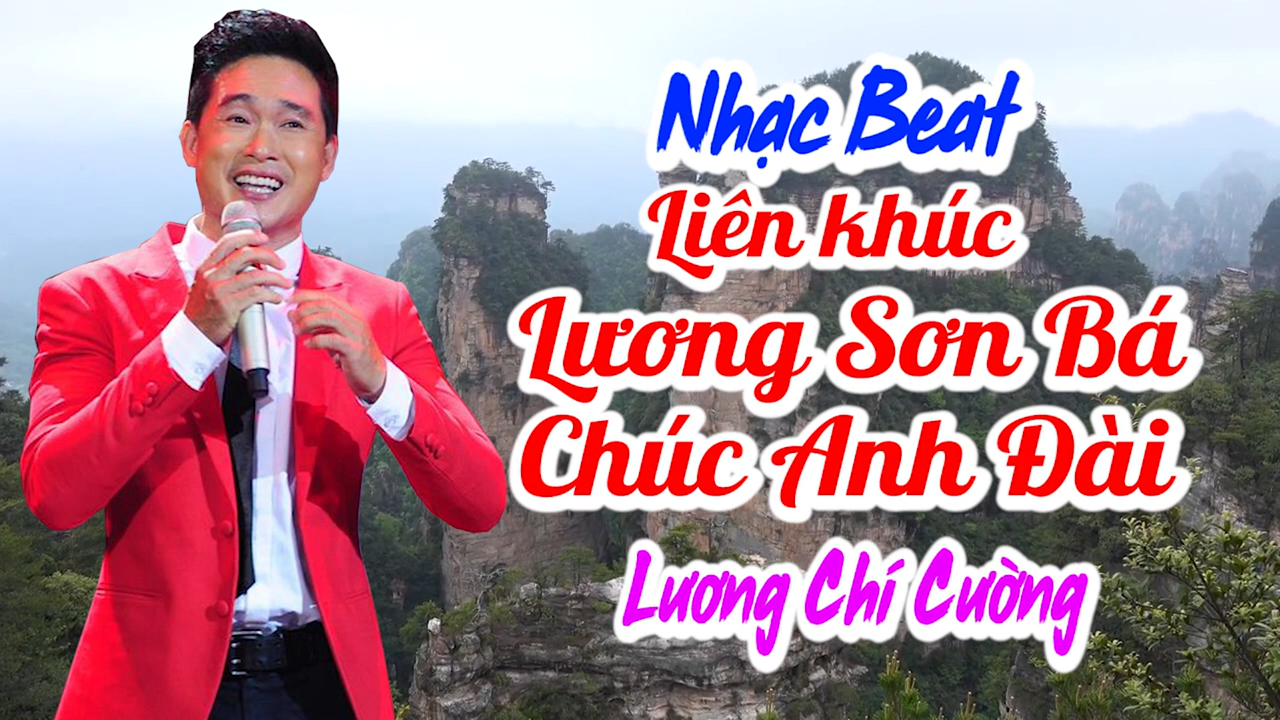 Nhạc Beat
Liên khúc
Lương Sơn Bá
Chúc Anh Đài
Lương Chí Cường